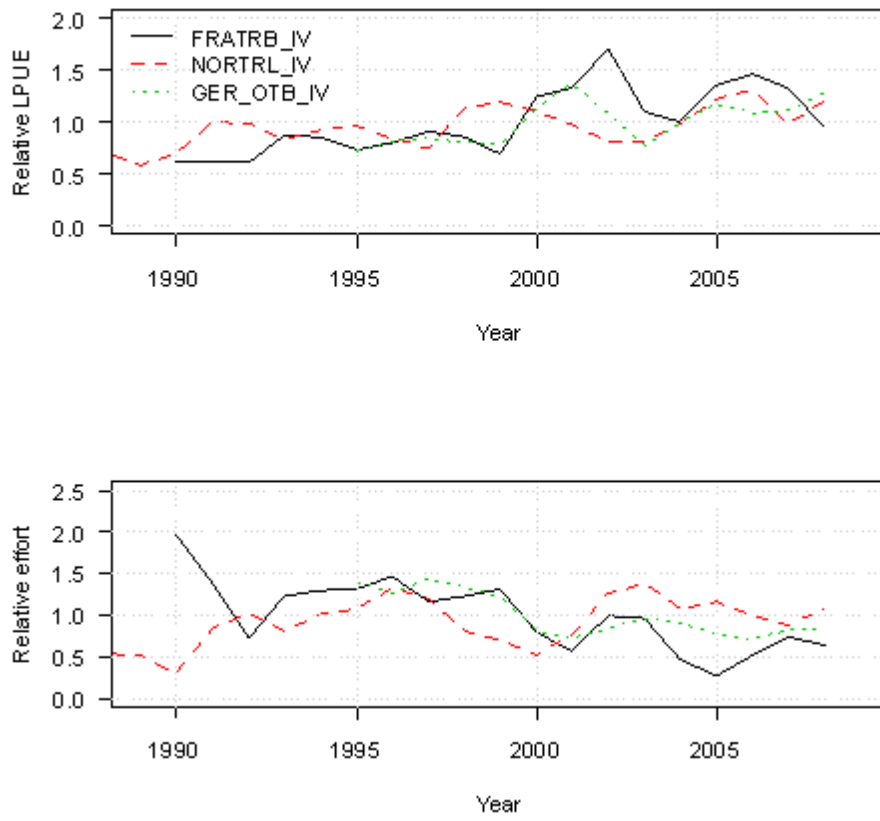 Relative LPUE
2.0
1.5
1.0
0.5
0.0
FRATRB_IV
NORTRL_IV
GER_OTB_IV
1990 1995 2000 2005
Year
Relative effort
2.5
2.0
1.5
1.0
0.5
0.0
1990 1995 2000 2005
Year